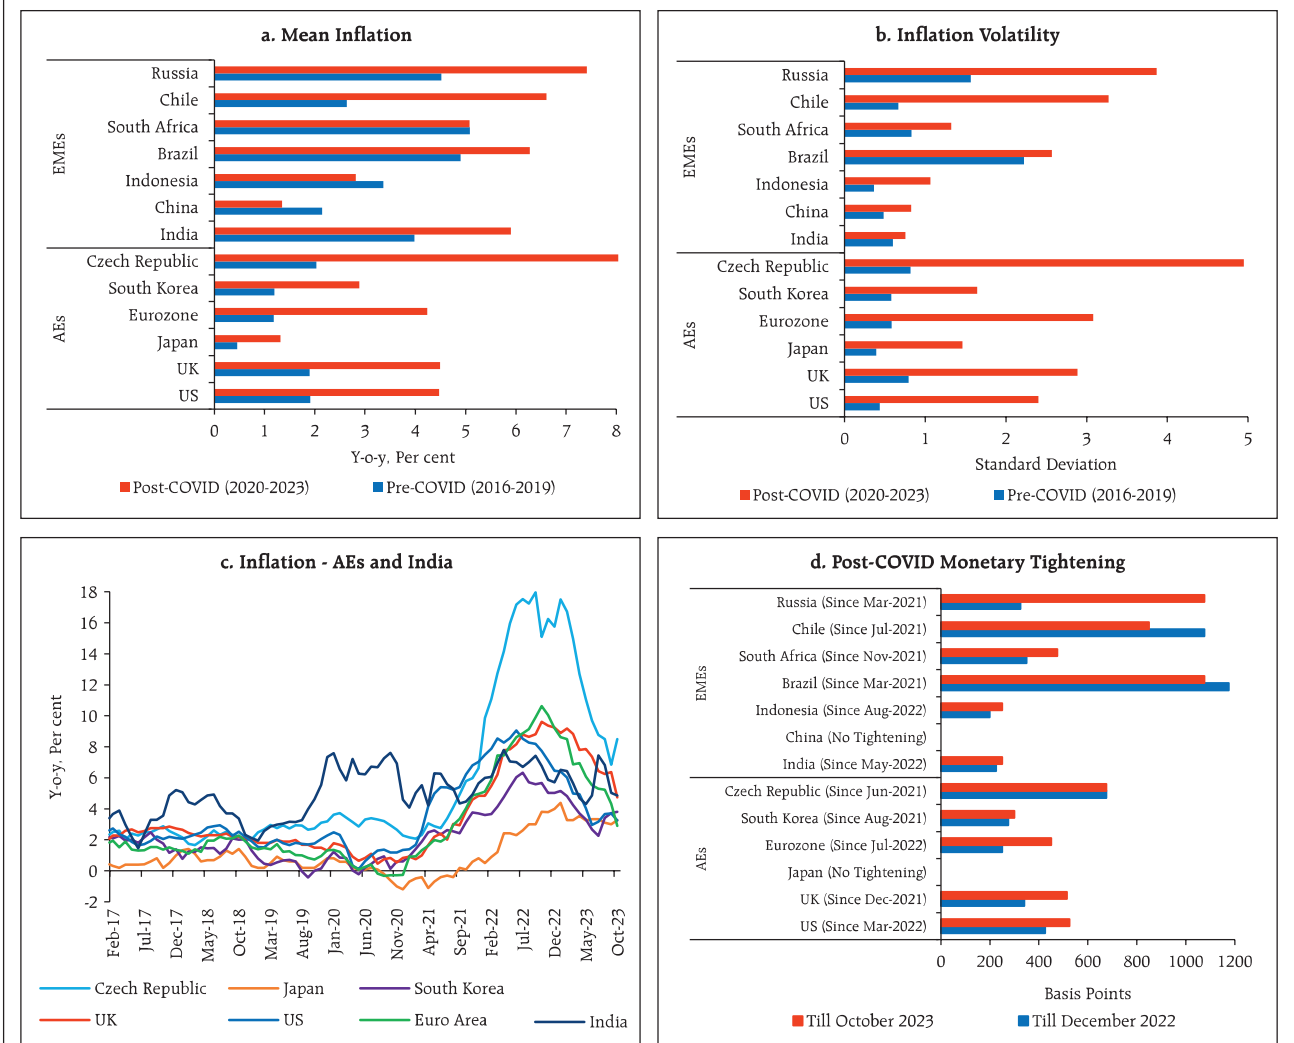 a. Mean Inflation
EMEs
Russia
Chile
South Africa
Brazil
Indonesia
China
India
AEs
Czech Republic
South Korea
Eurozone
Japan
UK
US
0 1 2 3 4 5 6 7 8
Y-o-y, Per cent
Post-COVID (2020-2023) Pre-COVID (2016-2019)
b. Inflation Volatility
EMEs
Russia
Chile
South Africa
Brazil
Indonesia
China
India
AEs
Czech Republic
South Korea
Eurozone
Japan
UK
US
0 1 2 3 4 5
Standard Deviation
Post-COVID (2020-2023) Pre-COVID (2016-2019)
c. Inflation - AEs and India
Y-o-y, Per cent
18
16
14
12
10
8
6
4
2
0
-2
Feb-17 Jul-17 Dec-17 May-18 Oct-18 Mar-19 Aug-19 Jan-20 Jun-20 Nov-20 Apr-21 Sep-21 Feb-22 Jul-22 Dec-22 May-23 Oct-23
Czech Republic Japan South Korea
UK US Euro Area India
d. Post-COVID Monetary Tightening
EMEs
Russia (Since Mar-2021)
Chile (Since Jul-2021)
South Africa (Since Nov-2021)
Brazil (Since Mar-2021)
Indonesia (Since Aug-2022)
China (No Tightening)
India (Since May-2022)
AEs
Czech Republic (Since Jun-2021)
South Korea (Since Aug-2021)
Eurozone (Since Jul-2022)
Japan (No Tightening)
UK (Since Dec-2021)
US (Since Mar-2022)
0 200 400 600 800 1000 1200
Basis Points
Till October 2023 Till December 2022